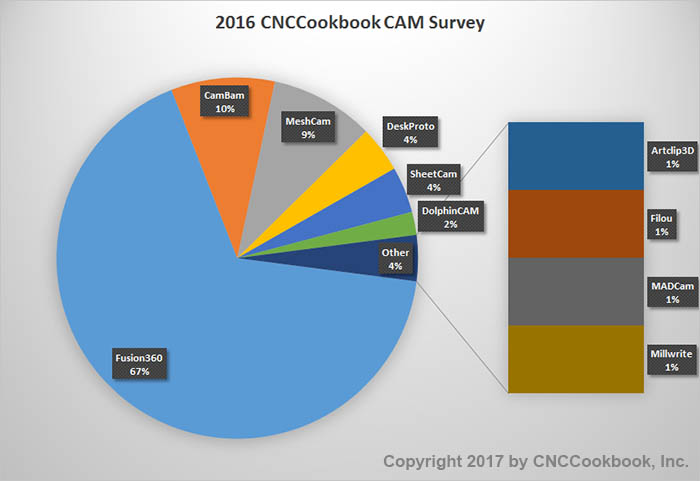 2016 CNCCookbook CAM Survey
CamBam
10%
MeshCam
9%
DeskProto
4%
SheetCam
4%
DolphinCAM
2%
Other
4%
Fusion360
67%
Artclip3D
1%
Filou
1%
MADCam
1%
Millwrite
1%
Copyright 2017 by CNCCookbook, Inc.